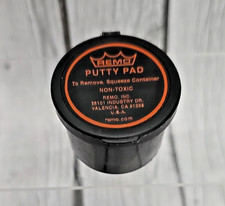 REMO
PUTTY PAD
To Remove, Squeeze Container
NON-TOXIC
REMO, INC.
28101 INDUSTRY DR.
VALENCIA, CA 91355
U.S.A.
remo.com